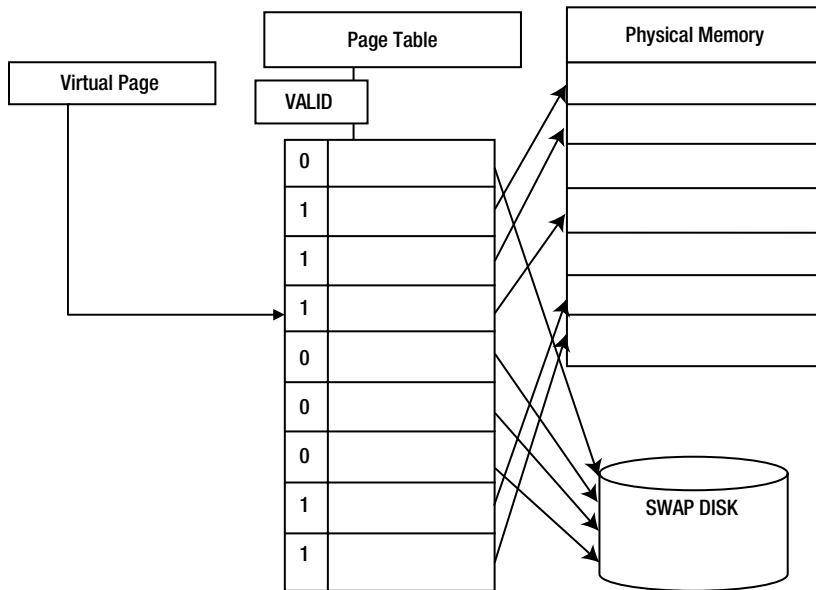 Page Table
Physical Memory
Virtual Page
VALID
0
1
1
1
0
0
0
1
1
SWAP DISK